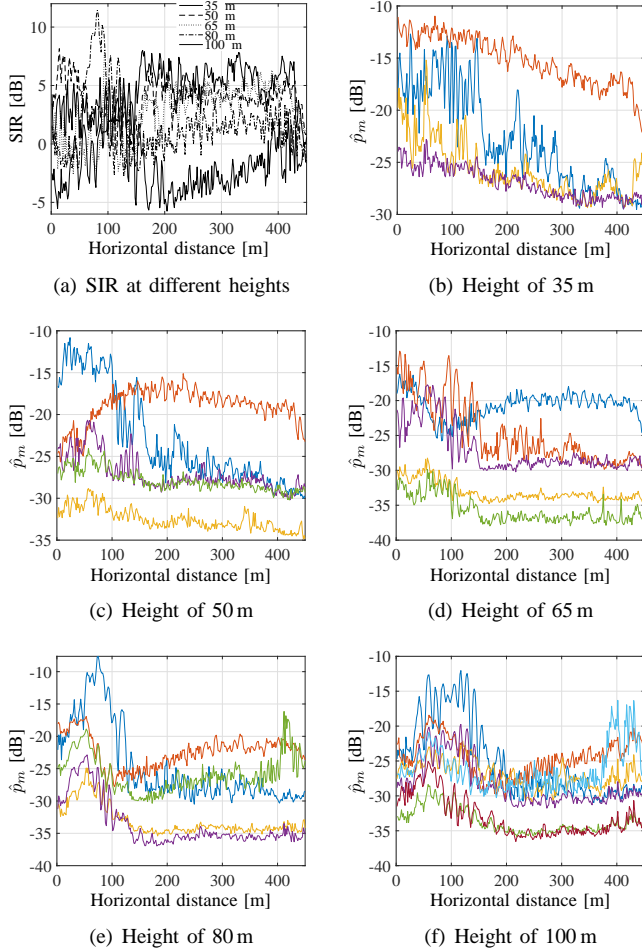 35 m
50 m
65 m
80 m
100 m
10
5
0
-5
SIR [dB]
0 100 200 300 400
Horizontal distance [m]
(a) SIR at different heights
-15
-20
-25
-30
p̂m [dB]
0 100 200 300 400
Horizontal distance [m]
(b) Height of 35 m
-10
-15
-20
-25
-30
-35
p̂m [dB]
0 100 200 300 400
Horizontal distance [m]
(c) Height of 50 m
-10
-15
-20
-25
-30
-35
-40
p̂m [dB]
0 100 200 300 400
Horizontal distance [m]
(d) Height of 65 m
-10
-15
-20
-25
-30
-35
-40
p̂m [dB]
0 100 200 300 400
Horizontal distance [m]
(e) Height of 80 m
-10
-15
-20
-25
-30
-35
-40
p̂m [dB]
0 100 200 300 400
Horizontal distance [m]
(f) Height of 100 m